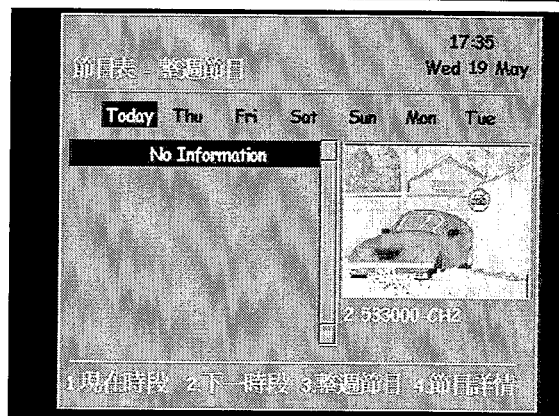 17:35
節目表 - 整週節目
Wed 19 May
Today Thu Fri Sat Sun Mon Tue
No Information
2 533000-CH2
1.現在時段 2.下一時段 3.整週節目 4.節目詳情